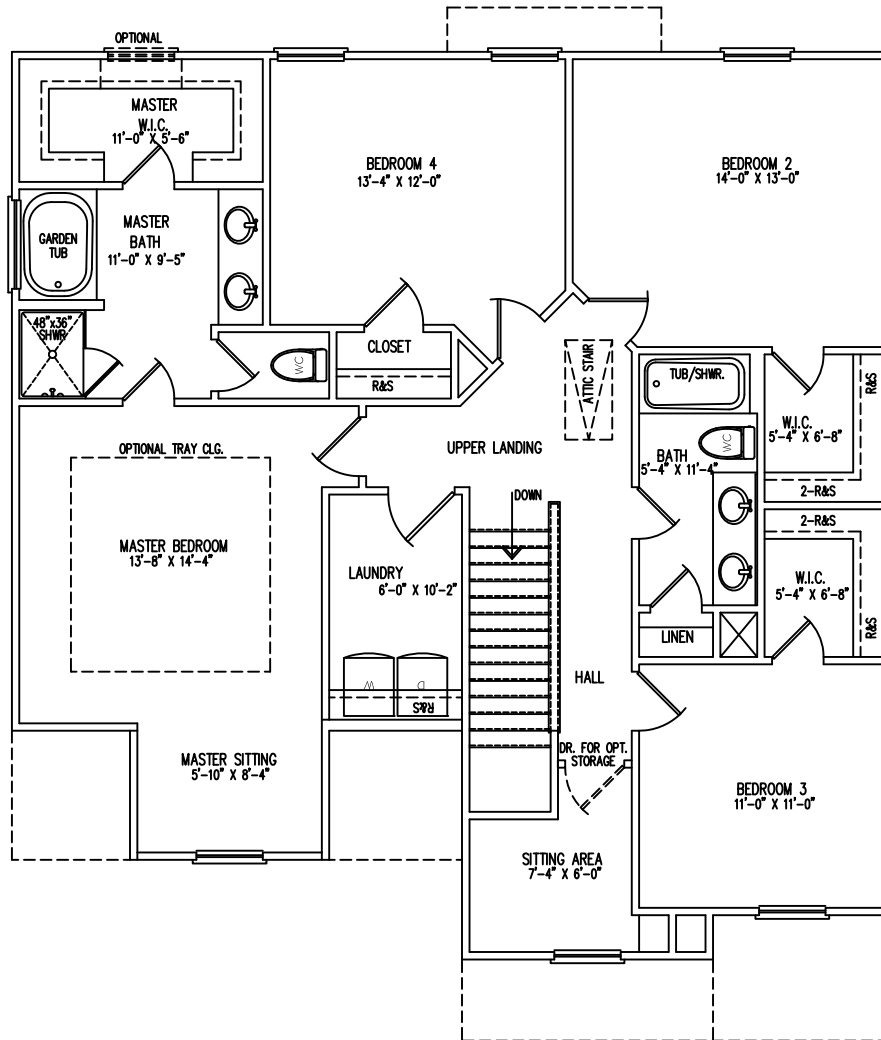 OPTIONAL
MASTER
W.I.C.
11'-0" X 5'-6"
BEDROOM 4
13'-4" X 12'-0"
BEDROOM 2
14'-0" X 13'-0"
GARDEN
TUB
MASTER
BATH
11'-0" X 9'-5"
48"x36"
SHWR
WC
CLOSET
R&S
ATTIC STAIR
TUB/SHWR.
R&S
W.I.C.
5'-4" X 6'-8"
2-R&S
OPTIONAL TRAY CLG.
UPPER LANDING
BATH
5'-4" X 11'-4"
WC
DOWN
2-R&S
MASTER BEDROOM
13'-8" X 14'-4"
LAUNDRY
6'-0" X 10'-2"
W.I.C.
5'-4" X 6'-8"
R&S
LINEN
W
D
R&S
HALL
DR. FOR OPT.
STORAGE
MASTER SITTING
5'-10" X 8'-4"
BEDROOM 3
11'-0" X 11'-0"
SITTING AREA
7'-4" X 6'-0"